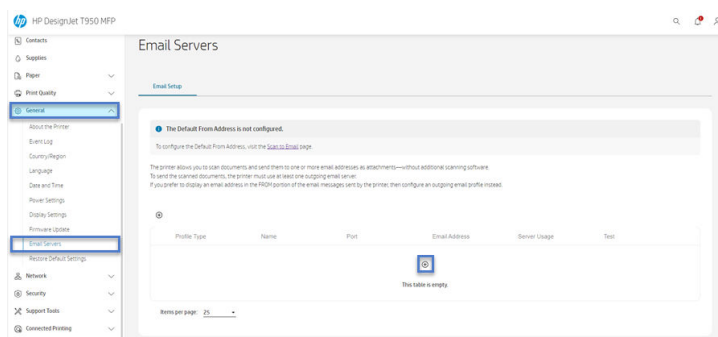 hp HP DesignJet T950 MFP
Contacts
Supplies
Paper
Print Quality
General
About the Printer
Event Log
Country/Region
Language
Date and Time
Power Settings
Display Settings
Firmware Update
Email Servers
Restore Default Settings
Network
Security
Support Tools
Connected Printing
Email Servers
Email Setup
The Default From Address is not configured.
To configure the Default From Address, visit the Scan to Email page.
The printer allows you to scan documents and send them to one or more email addresses as attachments—without additional scanning software.
To send the scanned documents, the printer must use at least one outgoing email server.
If you prefer to display an email address in the FROM portion of the email messages sent by the printer, then configure an outgoing email profile instead.
Profile Type Name Port Email Address Server Usage Test
This table is empty.
Items per page: 25